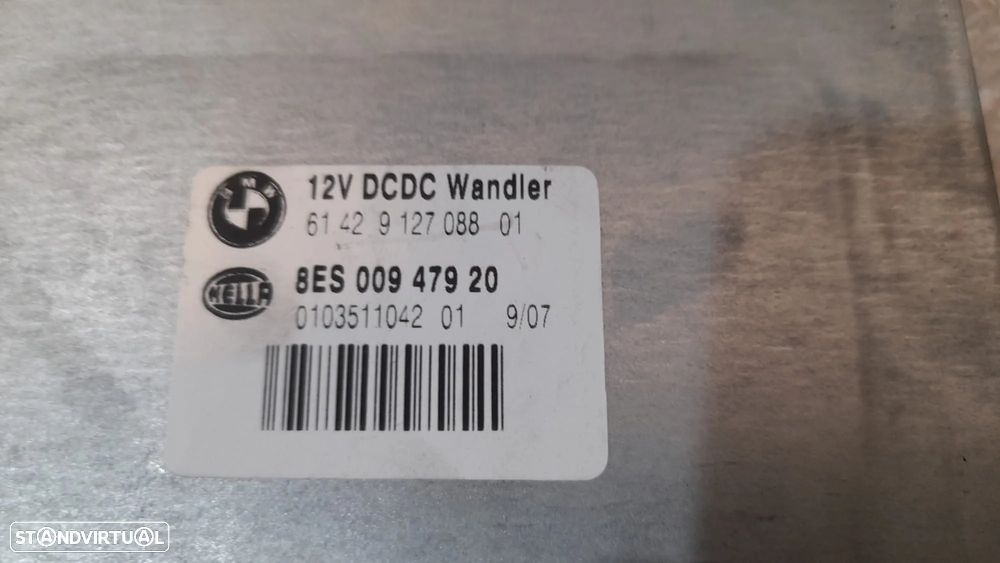 BMW
12V DCDC Wandler
61 42 9 127 088 01
HELLA
8ES 009 479 20
0103511042 01 9/07
STANDVIRTUAL